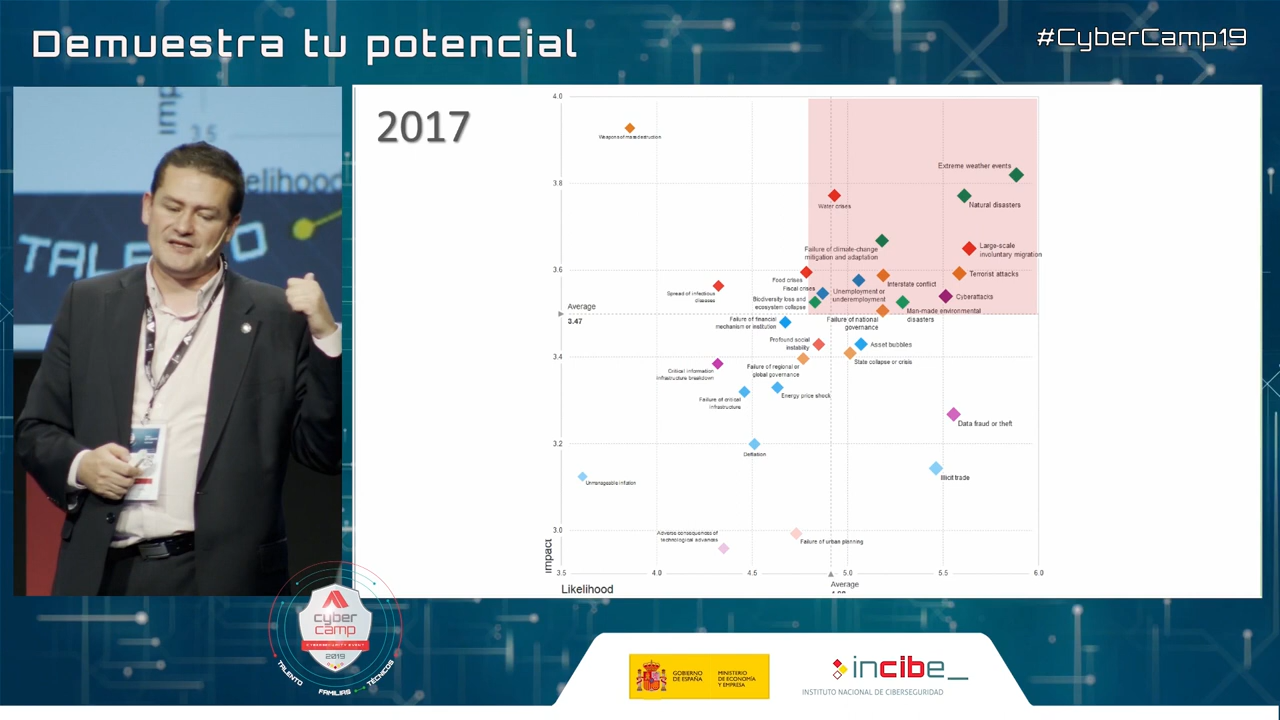 Demuestra tu potencial
#CyberCamp19
2017
4.0
Weapons of mass destruction
Extreme weather events
3.8
Natural disasters
Water crises
Large-scale
involuntary migration
Failure of climate-change
mitigation and adaptation
3.6
Food crises
Terrorist attacks
Fiscal crises
Interstate conflict
Unemployment or
underemployment
Spread of infectious
diseases
Cyberattacks
Biodiversity loss and
ecosystem collapse
Man-made environmental
disasters
Average
3.47
Failure of financial
mechanism or institution
Failure of national
governance
Profound social
instability
Asset bubbles
3.4
State collapse or crisis
Critical information
infrastructure breakdown
Failure of regional or
global governance
Failure of critical
infrastructure
Energy price shock
Data fraud or theft
3.2
Deflation
Illicit trade
Unmanageable inflation
3.0
Adverse consequences of
technological advances
Failure of urban planning
Impact
3.5
4.0
4.5
5.0
5.5
6.0
Average
Likelihood
cyber
camp
2019
TALENTO
FAMILIAS
TÉCNICOS
GOBIERNO
DE ESPAÑA
MINISTERIO
DE ECONOMÍA
Y EMPRESA
incibe_
INSTITUTO NACIONAL DE CIBERSEGURIDAD